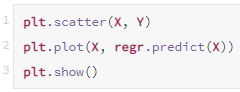 1 plt.scatter(X, Y)
2 plt.plot(X, regr.predict(X))
3 plt.show()